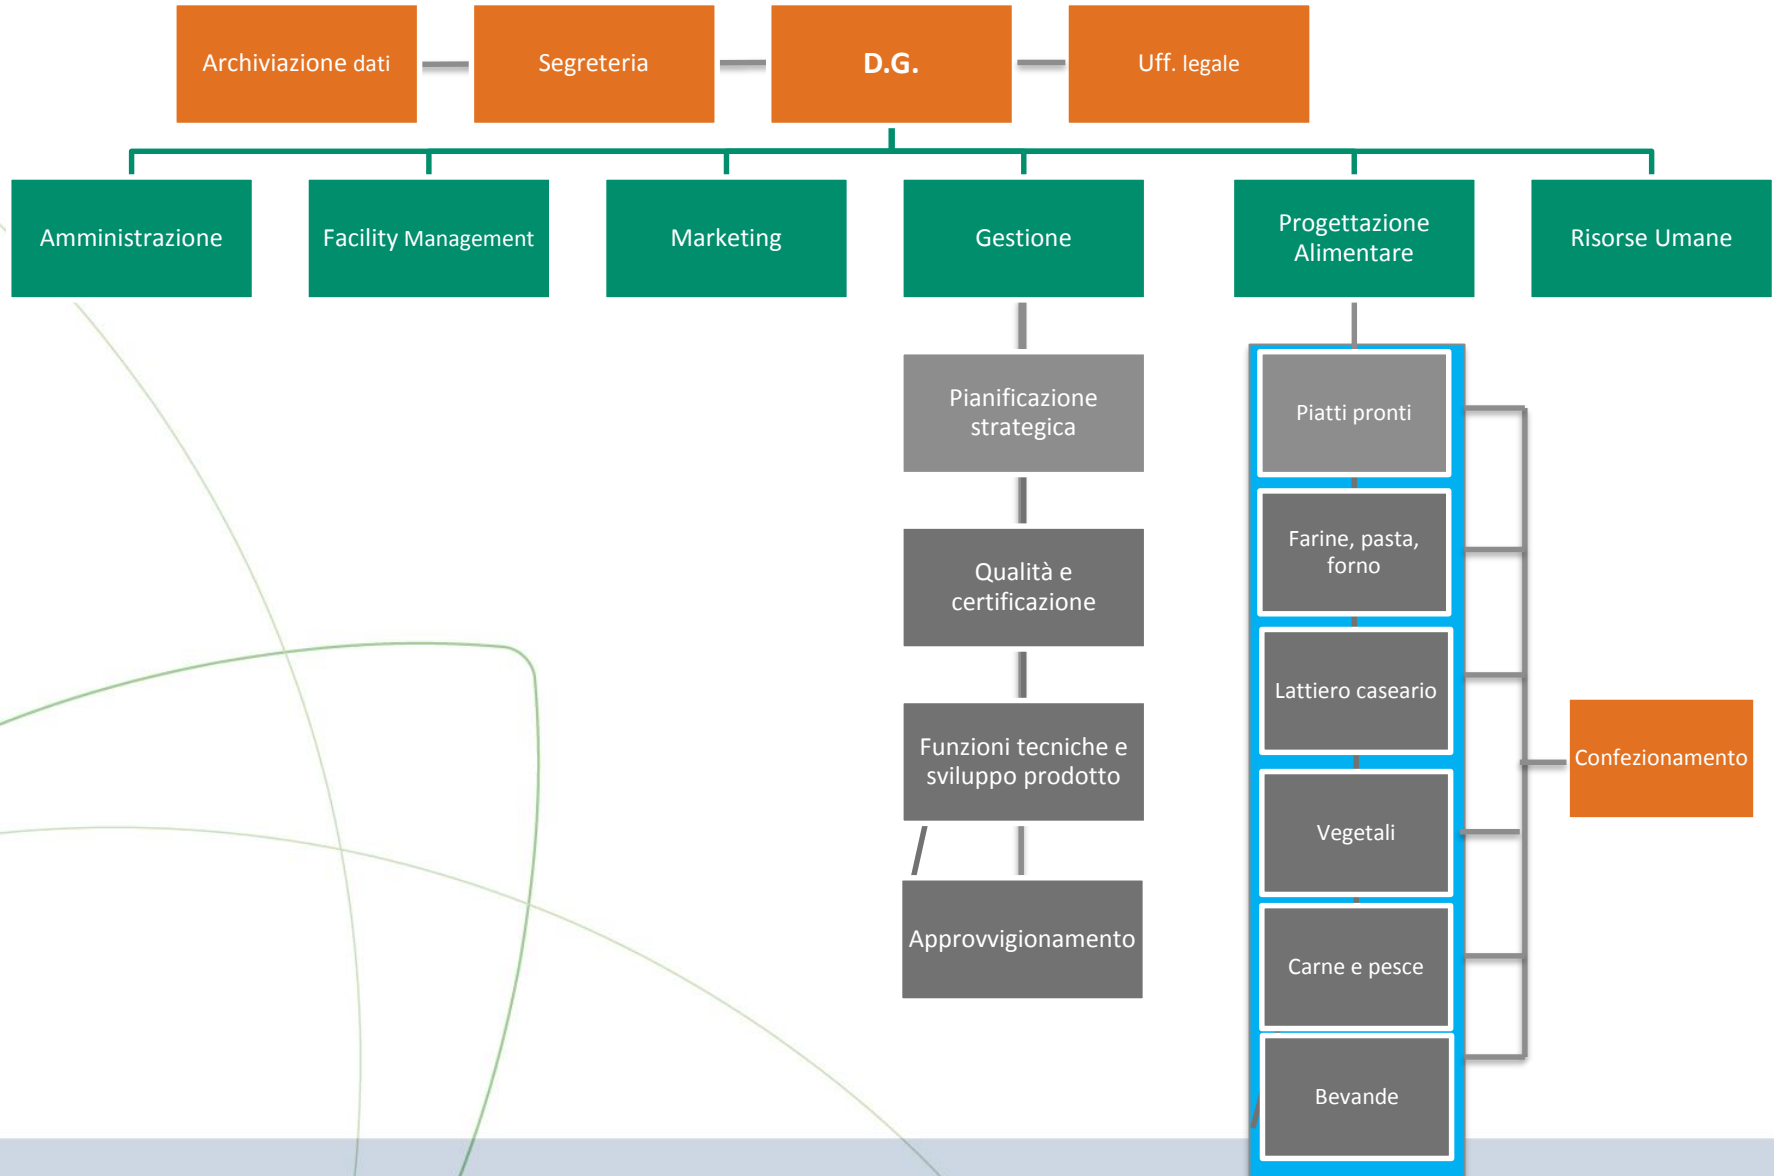 Archiviazione dati
Segreteria
D.G.
Uff. legale
Amministrazione
Facility Management
Marketing
Gestione
Progettazione
Alimentare
Risorse Umane
Pianificazione
strategica
Qualità e
certificazione
Funzioni tecniche e
sviluppo prodotto
Approvvigionamento
Piatti pronti
Farine, pasta,
forno
Lattiero caseario
Vegetali
Carne e pesce
Bevande
Confezionamento